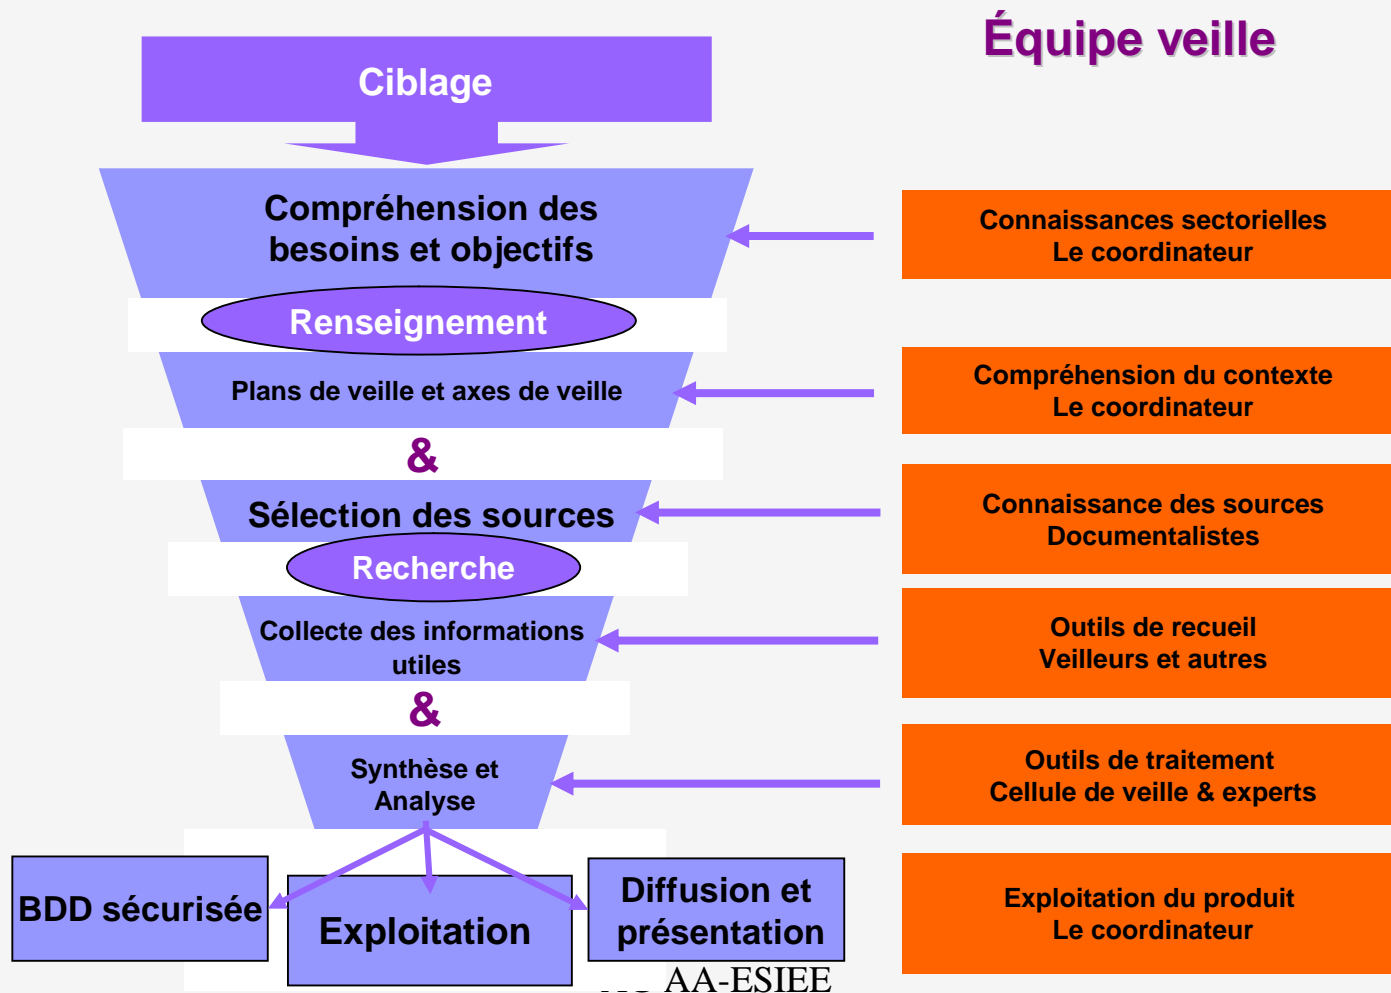 Équipe veille
Ciblage
Compréhension des
besoins et objectifs
Connaissances sectorielles
Le coordinateur
Renseignement
Plans de veille et axes de veille
Compréhension du contexte
Le coordinateur
&
Sélection des sources
Connaissance des sources
Documentalistes
Recherche
Collecte des informations
utiles
Outils de recueil
Veilleurs et autres
&
Synthèse et
Analyse
Outils de traitement
Cellule de veille & experts
BDD sécurisée
Exploitation
Diffusion et
présentation
Exploitation du produit
Le coordinateur
AA-ESIEE